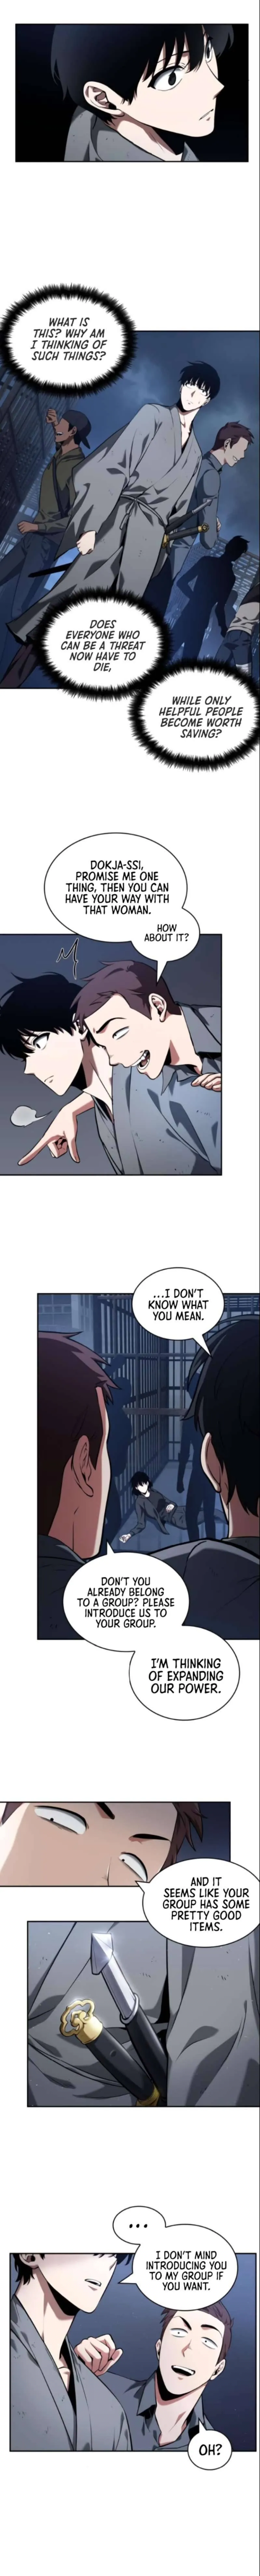 WHAT IS
THIS? WHY AM
I THINKING OF
SUCH THINGS?
DOES
EVERYONE WHO
CAN BE A THREAT
NOW HAVE TO
DIE,
WHILE ONLY
HELPFUL PEOPLE
BECOME WORTH
SAVING?
DOKJA-SSI,
PROMISE ME ONE
THING, THEN YOU CAN
HAVE YOUR WAY WITH
THAT WOMAN.
HOW
ABOUT IT?
...I DON'T
KNOW WHAT
YOU MEAN.
DON'T YOU
ALREADY BELONG
TO A GROUP? PLEASE
INTRODUCE US TO
YOUR GROUP.
I'M THINKING
OF EXPANDING
OUR POWER.
AND IT
SEEMS LIKE YOUR
GROUP HAS SOME
PRETTY GOOD
ITEMS.
...
I DON'T MIND
INTRODUCING YOU
TO MY GROUP IF
YOU WANT.
OH?